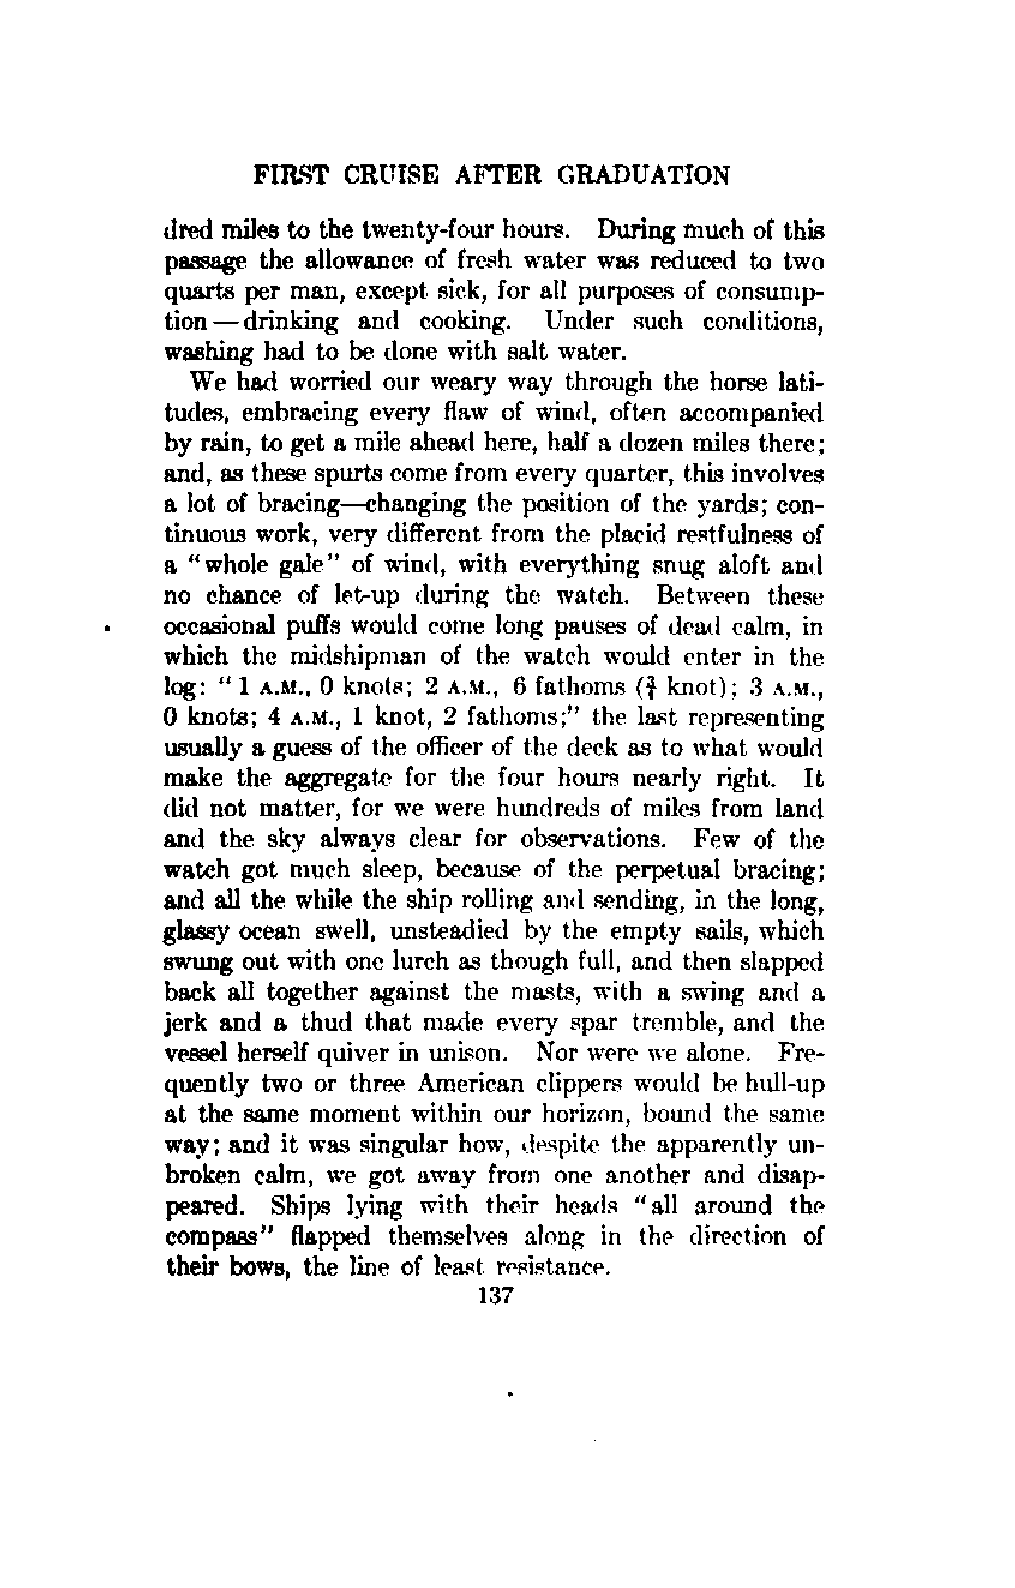 FIRST CRUISE AFTER GRADUATION
dred miles to the twenty-four hours. During much of this
passage the allowance of fresh water was reduced to two
quarts per man, except sick, for all purposes of consump-
tion—drinking and cooking. Under such conditions,
washing had to be done with salt water.
We had worried our weary way through the horse lati-
tudes, embracing every flaw of wind, often accompanied
by rain, to get a mile ahead here, half a dozen miles there;
and, as these spurts come from every quarter, this involves
a lot of bracing—changing the position of the yards; con-
tinuous work, very different from the placid restfulness of
a "whole gale" of wind, with everything snug aloft and
no chance of let-up during the watch. Between these
occasional puffs would come long pauses of dead calm, in
which the midshipman of the watch would enter in the
log: "1 A.M., 0 knots; 2 A.M., 6 fathoms (¾ knot); 3 A.M.,
0 knots; 4 A.M., 1 knot, 2 fathoms;" the last representing
usually a guess of the officer of the deck as to what would
make the aggregate for the four hours nearly right. It
did not matter, for we were hundreds of miles from land
and the sky always clear for observations. Few of the
watch got much sleep, because of the perpetual bracing;
and all the while the ship rolling and sending, in the long,
glassy ocean swell, unsteadied by the empty sails, which
swung out with one lurch as though full, and then slapped
back all together against the masts, with a swing and a
jerk and a thud that made every spar tremble, and the
vessel herself quiver in unison. Nor were we alone. Fre-
quently two or three American clippers would be hull-up
at the same moment within our horizon, bound the same
way; and it was singular how, despite the apparently un-
broken calm, we got away from one another and disap-
peared. Ships lying with their heads "all around the
compass" flapped themselves along in the direction of
their bows, the line of least resistance.
137